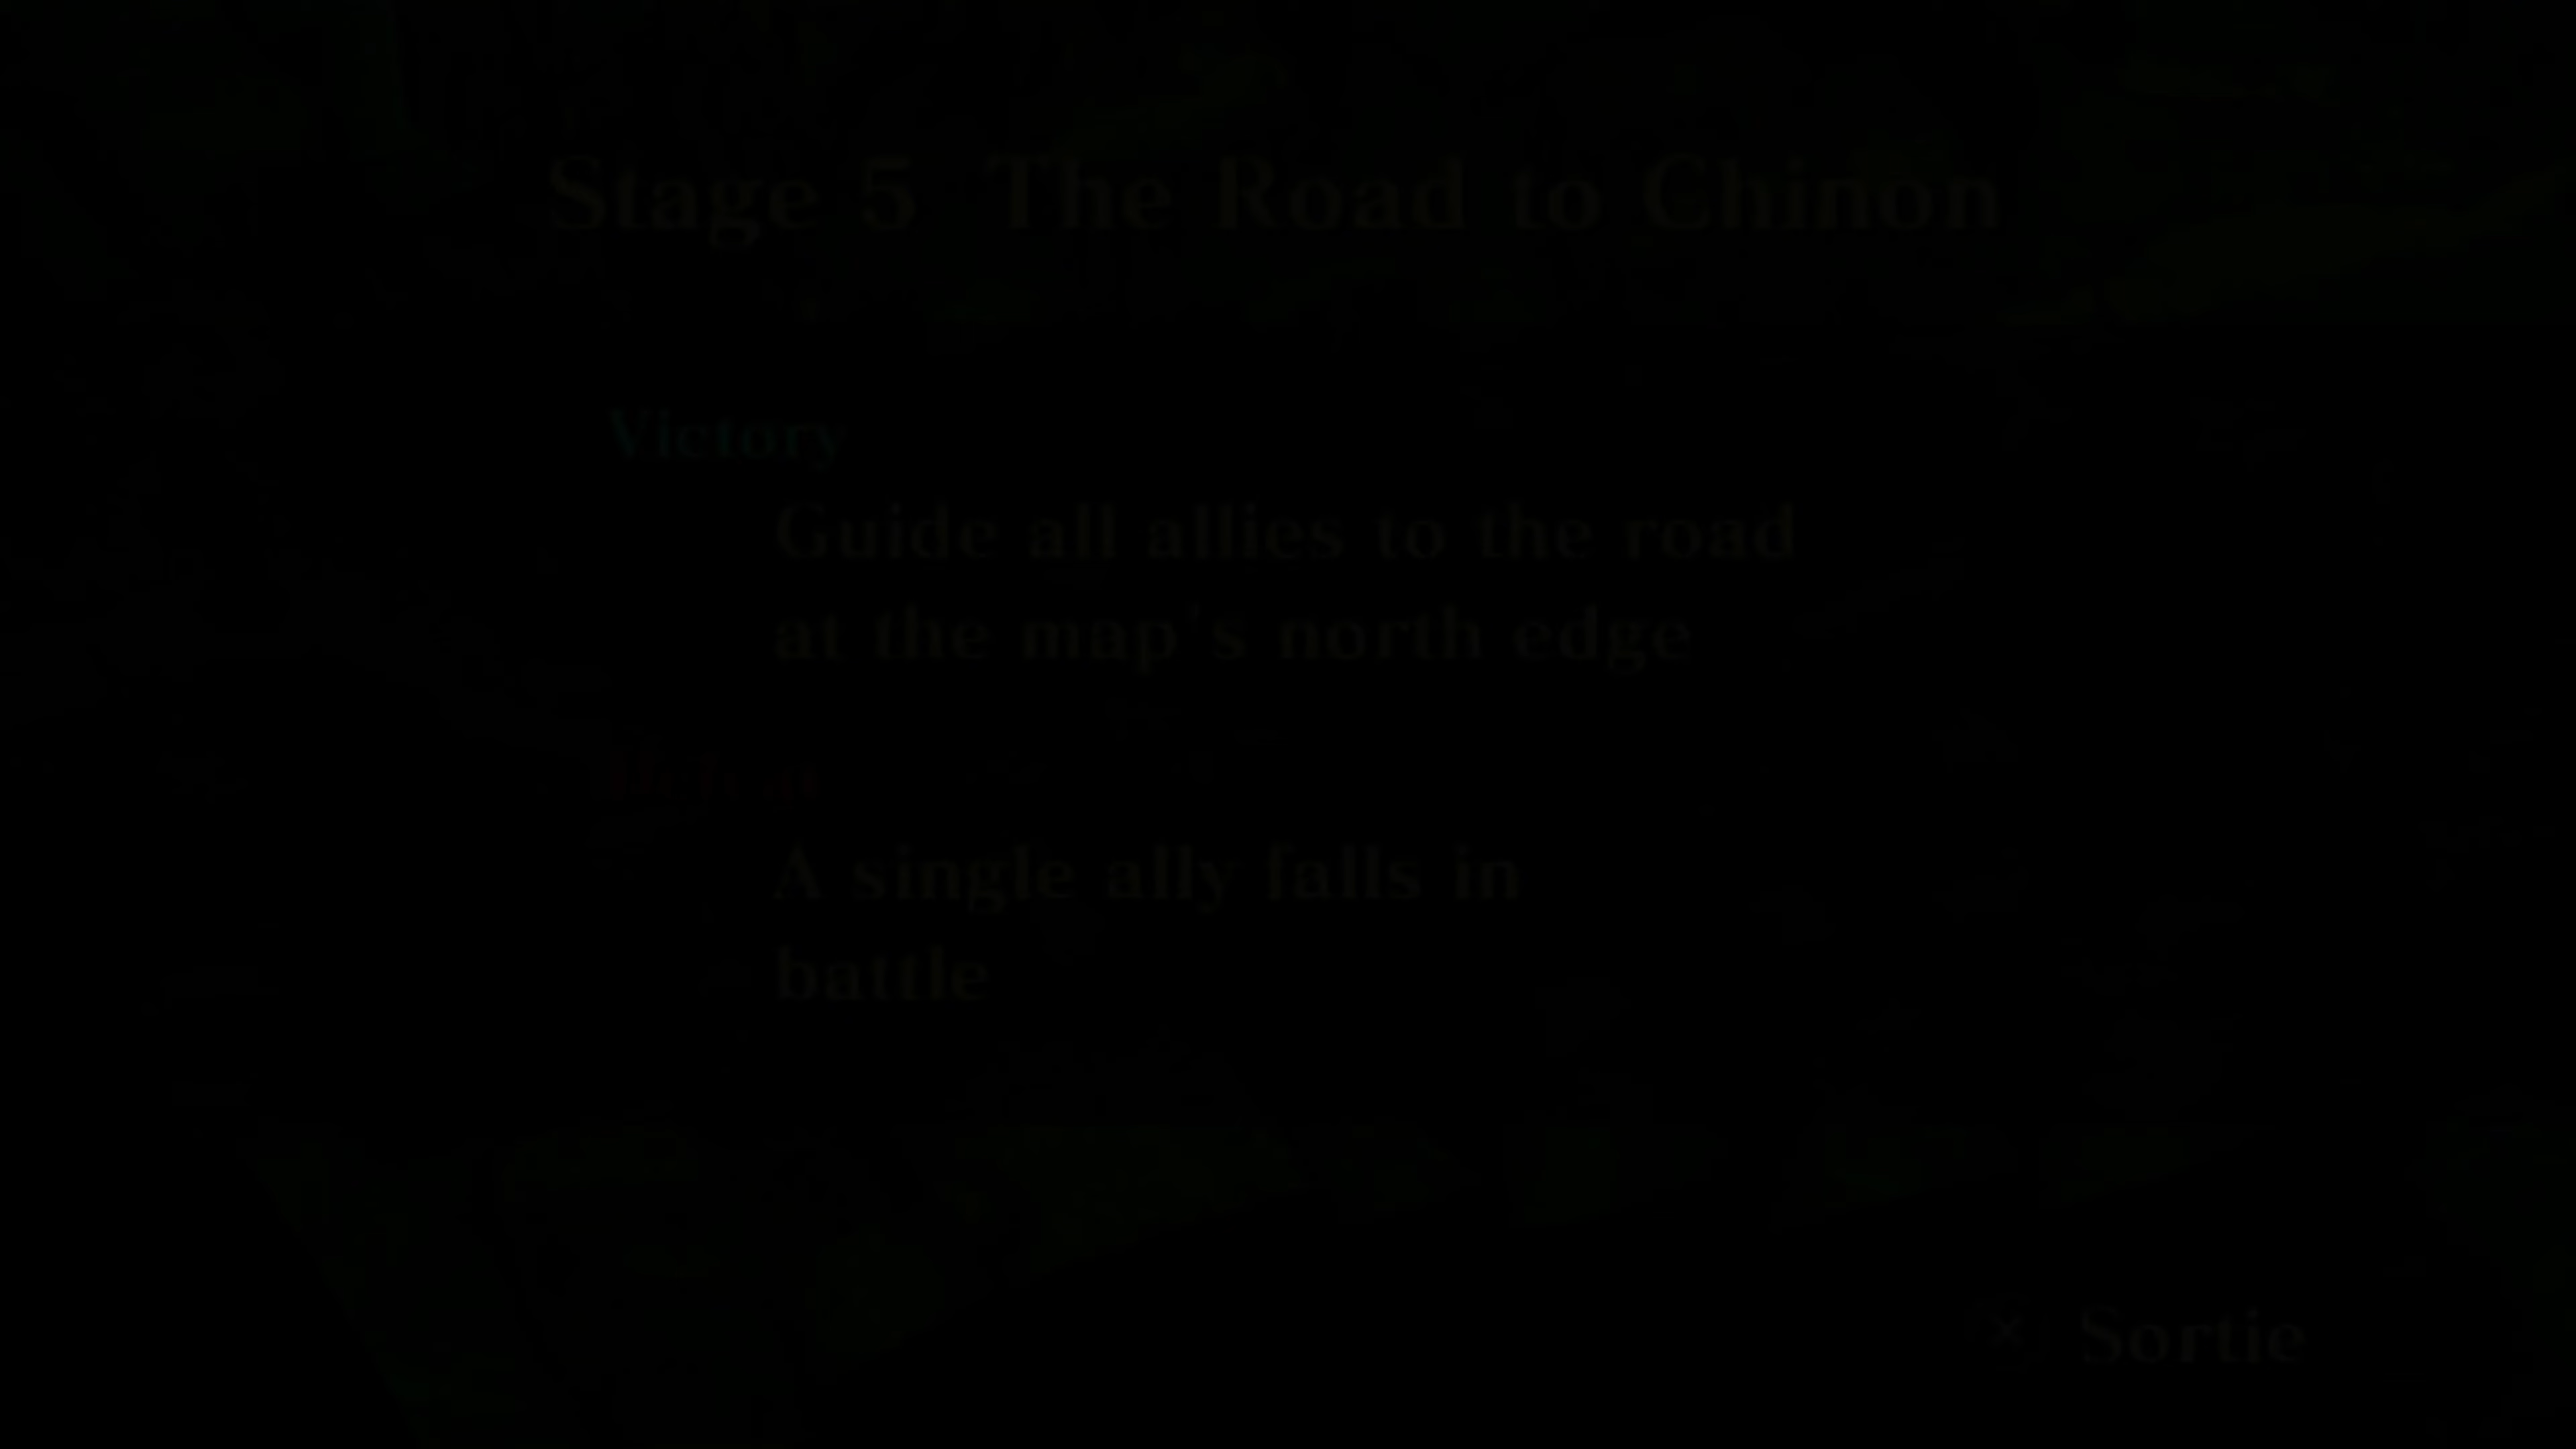 Stage 5 The Road to Chinon
Victory
Guide all allies to the road
at the map's north edge
Defeat
A single ally falls in
battle
Sortie